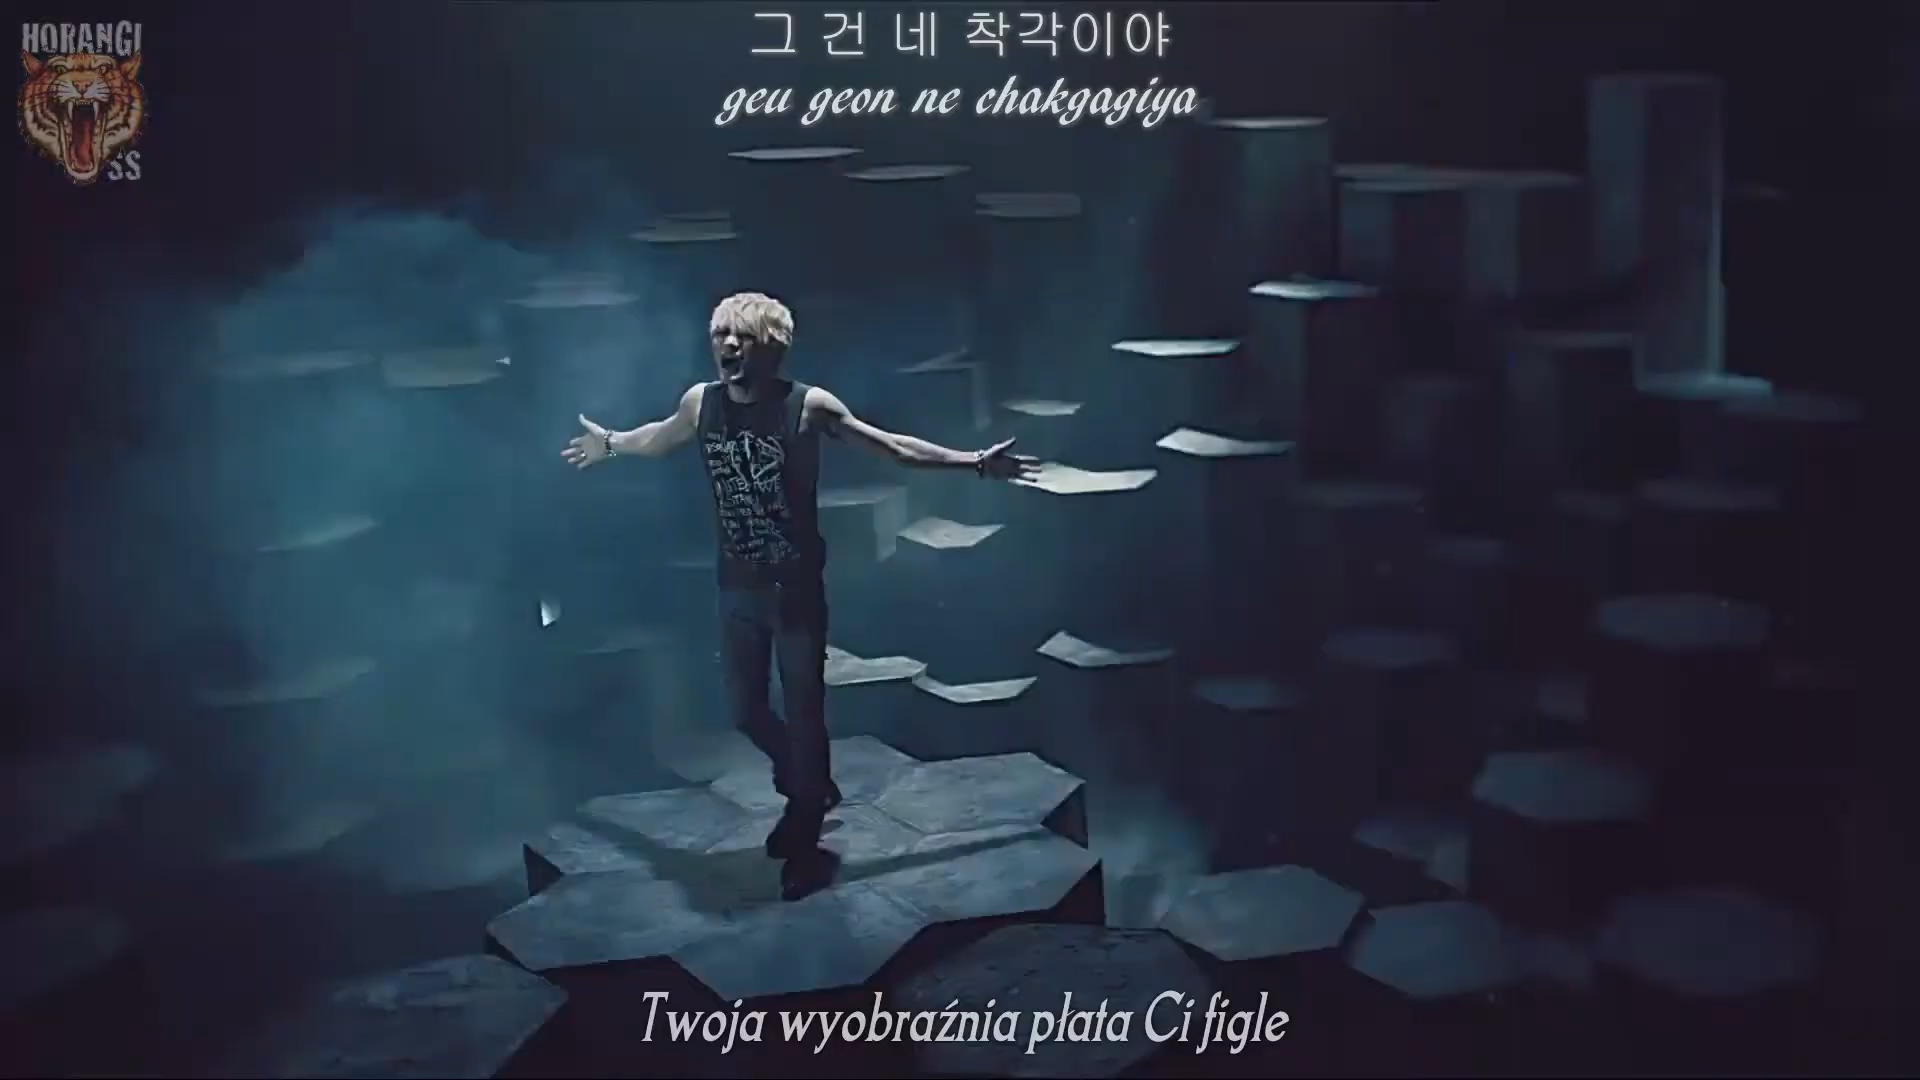 HORANGI
SS
그 건 네 착각이야
geu geon ne chakgagiya
Twoja wyobraźnia płata Ci figle